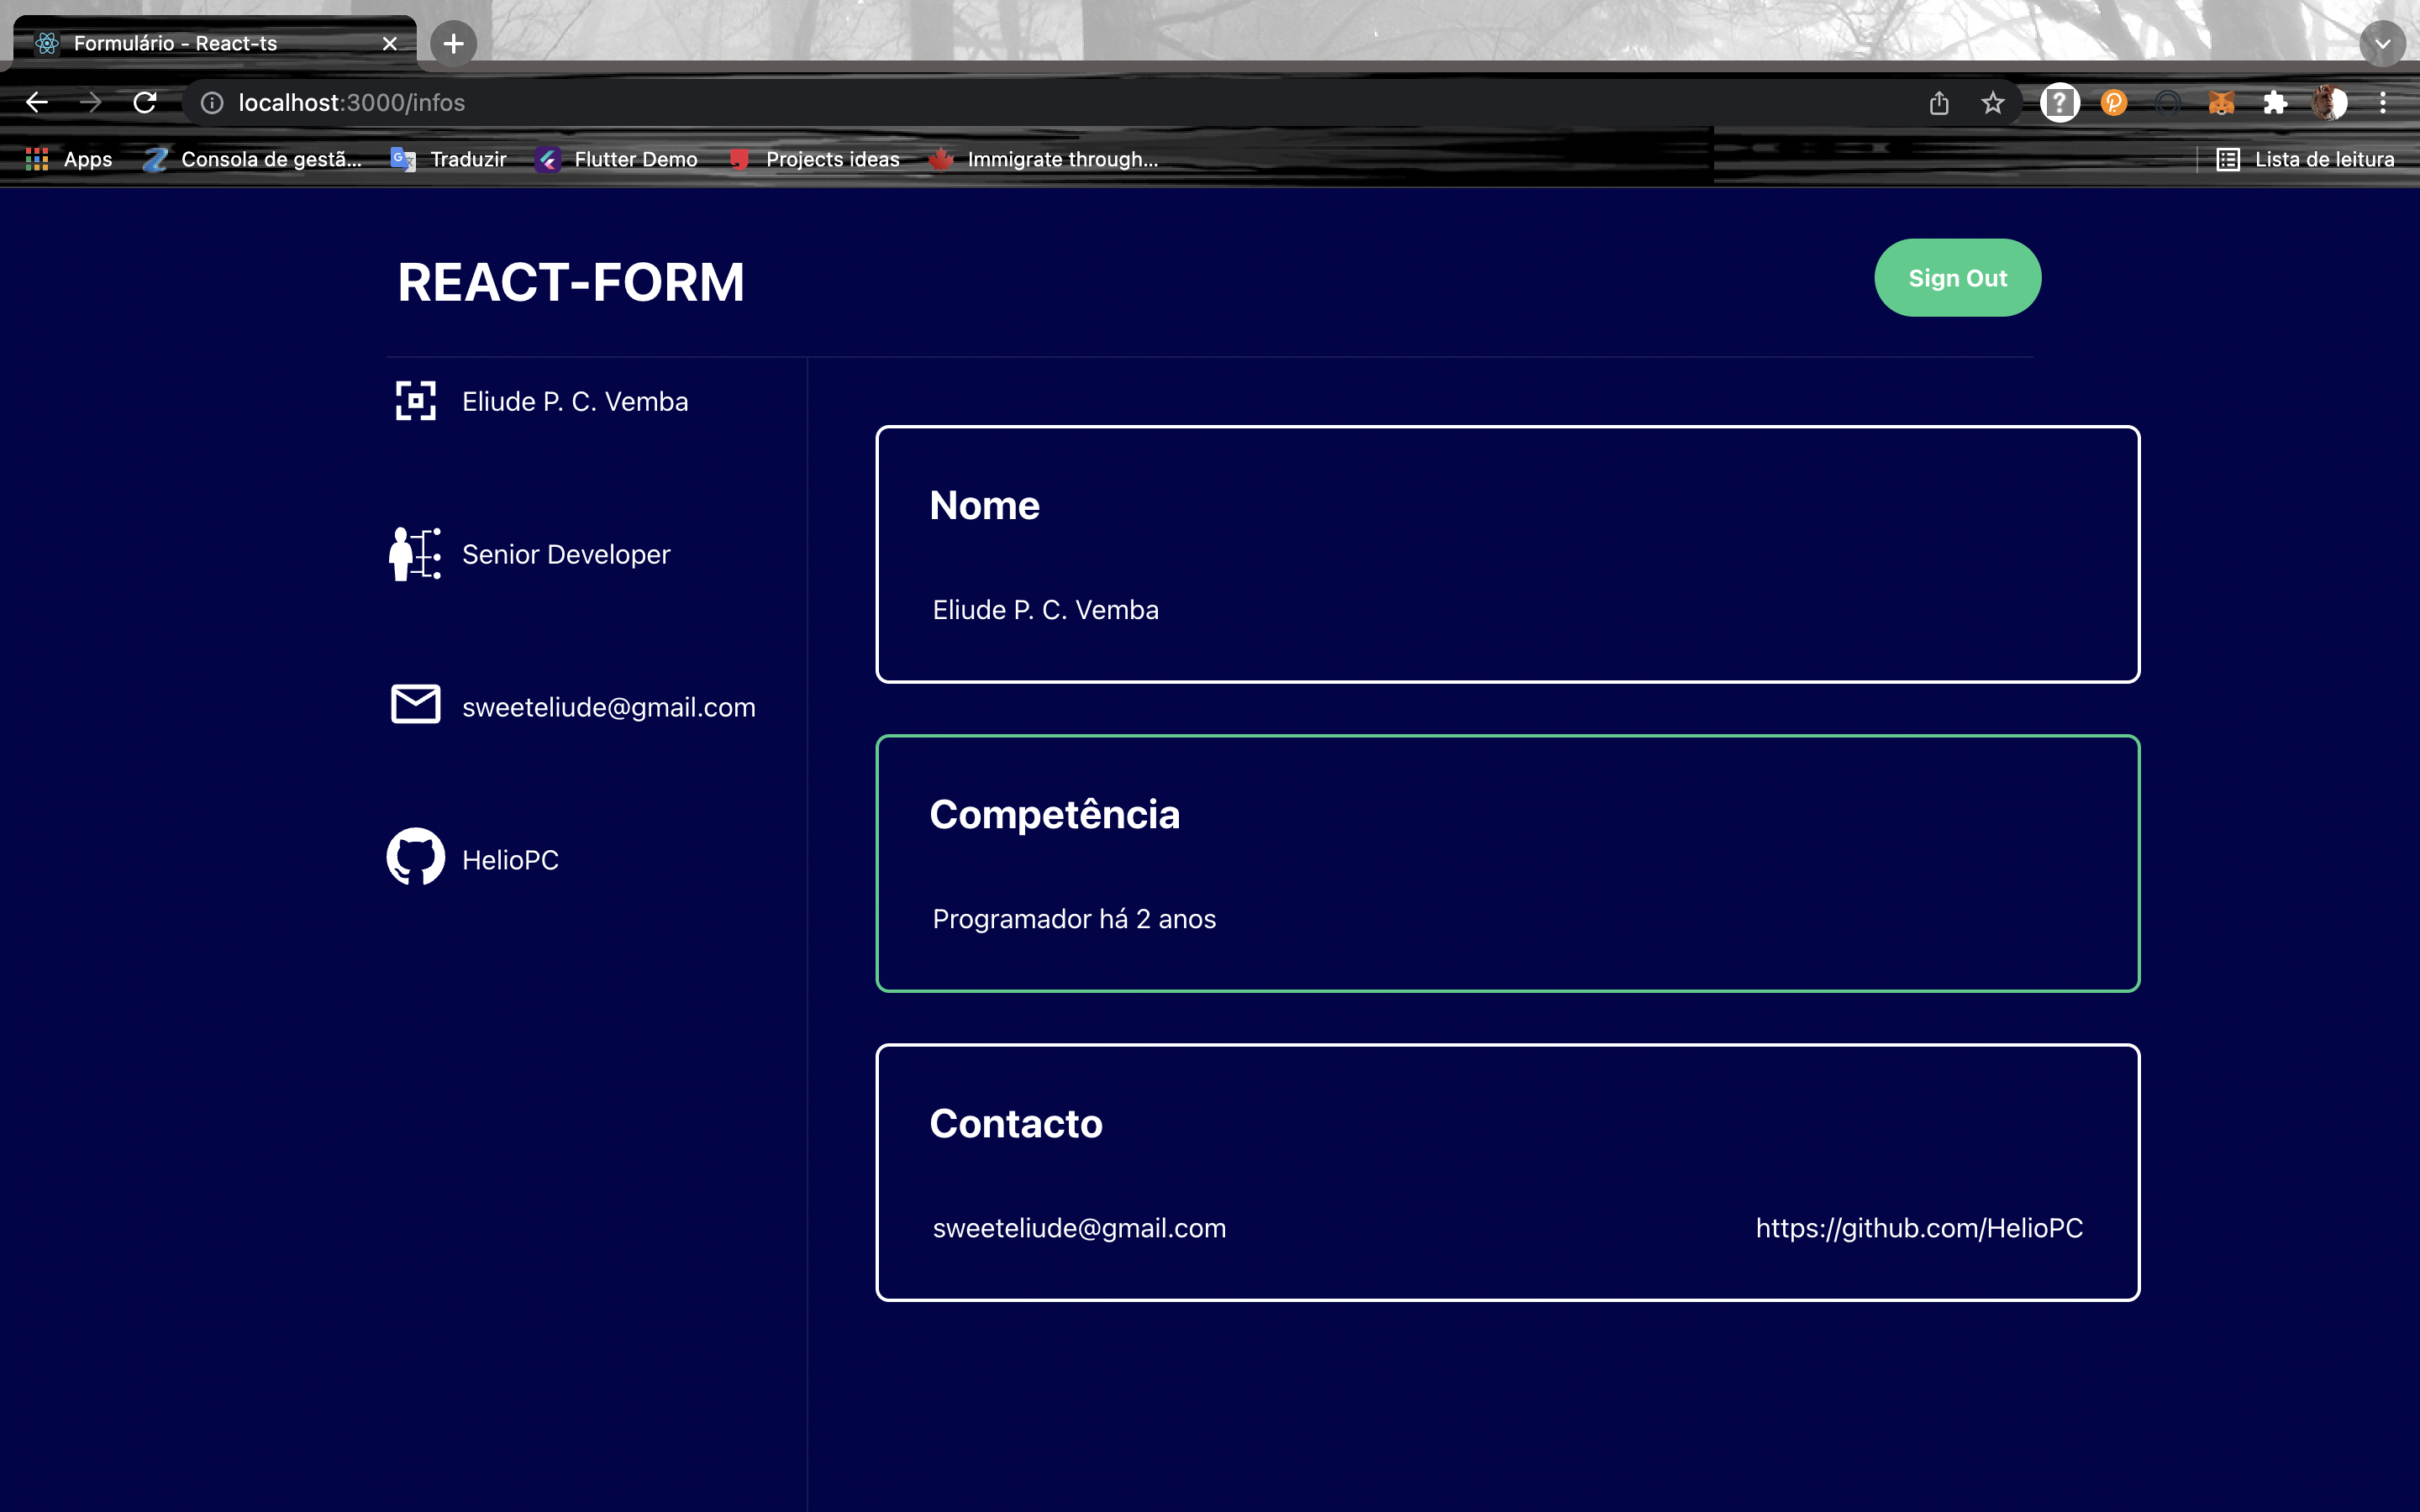 Formulário - React-ts
localhost:3000/infos
Apps Consola de gestã... Traduzir Flutter Demo Projects ideas Immigrate through... Lista de leitura
REACT-FORM Sign Out
Eliude P. C. Vemba
Senior Developer
sweeteliude@gmail.com
HelioPC
Nome
Eliude P. C. Vemba
Competência
Programador há 2 anos
Contacto
sweeteliude@gmail.com https://github.com/HelioPC